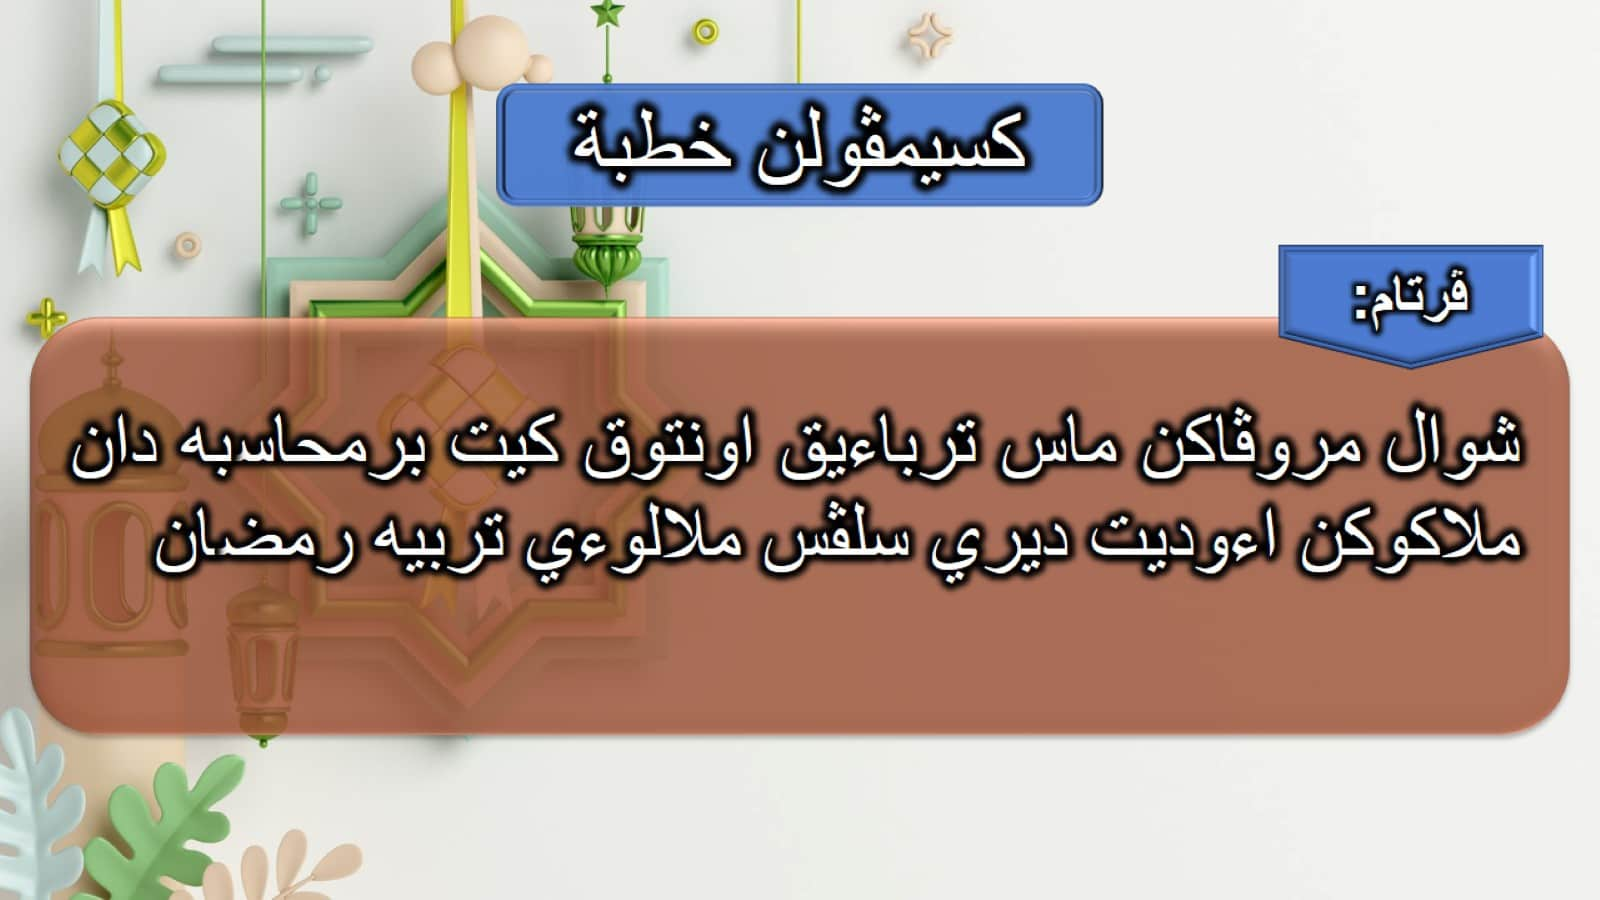 كسيمڤولن خطبة
ڤرتام:
شوال مروڤاكن ماس ترباءيق اونتوق كيت برمحاسبه دان
ملاكوكن اءوديت ديري سلڤس ملالوءي تربيه رمضان